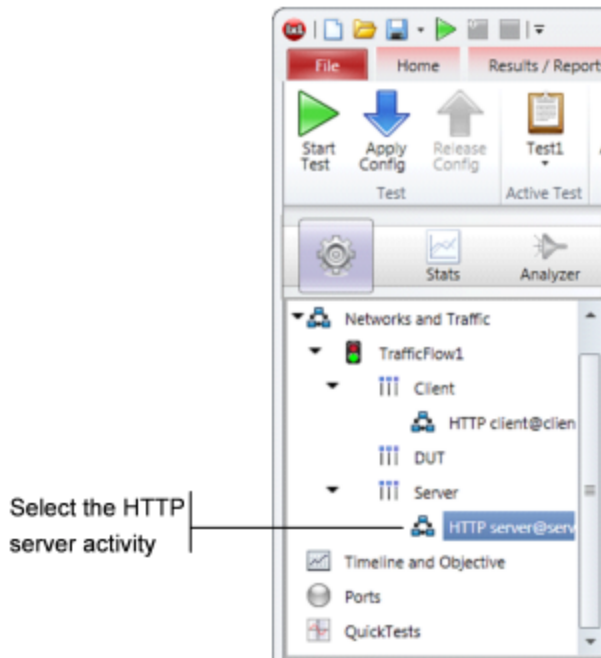 File Home Results / Report
Start Test
Apply Config
Release Config
Test1
Test
Active Test
Stats
Analyzer
Networks and Traffic
TrafficFlow1
Client
HTTP client@clien
DUT
Server
Select the HTTP
server activity
HTTP server@serv
Timeline and Objective
Ports
QuickTests